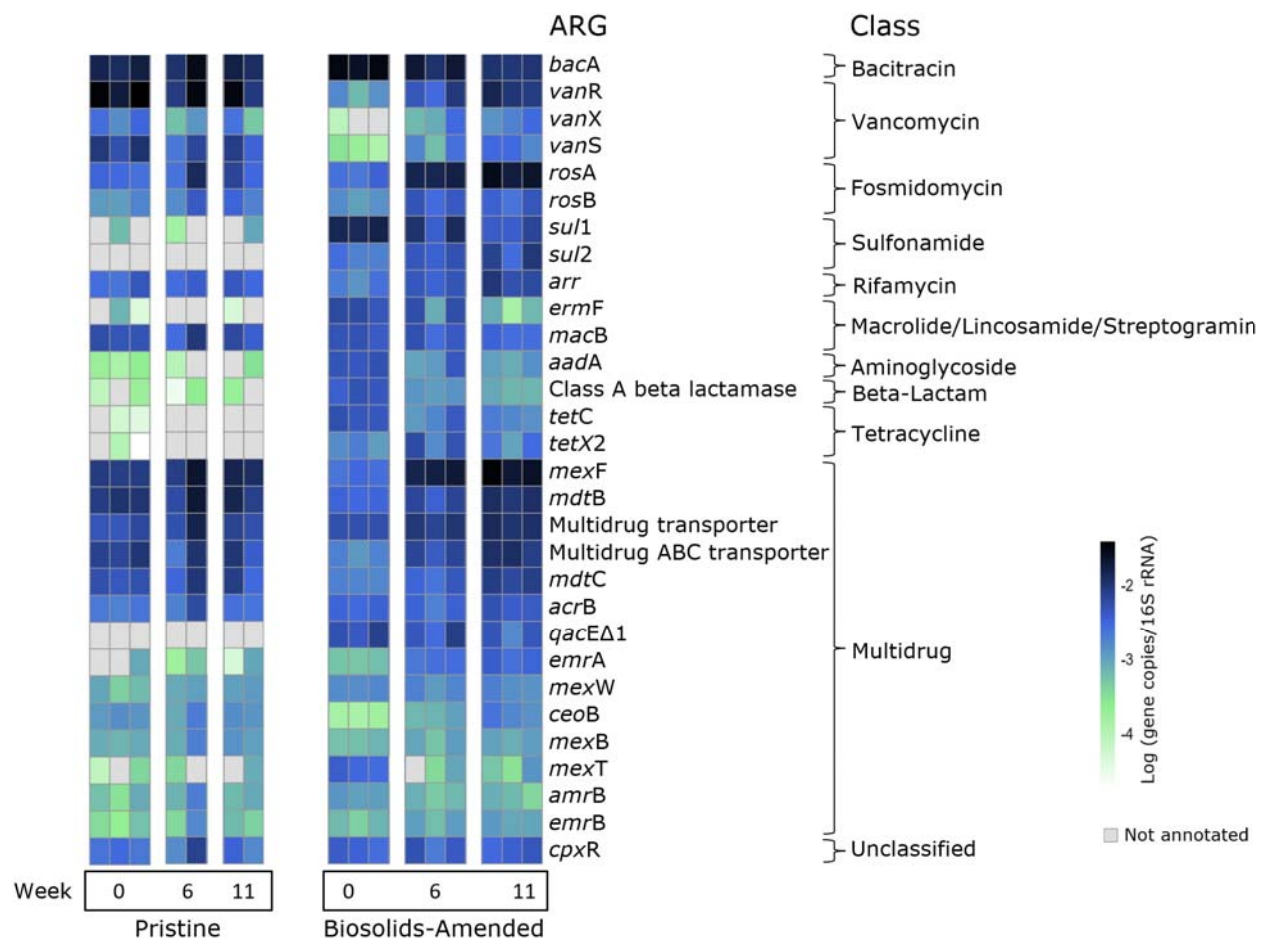 ARG Class
bacA Bacitracin
vanR
vanX Vancomycin
vanS
rosA Fosmidomycin
rosB
sul1 Sulfonamide
sul2
arr Rifamycin
ermF Macrolide/Lincosamide/Streptogramin
macB
aadA Aminoglycoside
Class A beta lactamase Beta-Lactam
tetC Tetracycline
tetX2
mexF
mdtB
Multidrug transporter
Multidrug ABC transporter
mdtC
acrB
qacEΔ1
emrA Multidrug
mexW
ceoB
mexB
mexT
amrB
emrB
cpxR Unclassified
-2
-3
-4
Log (gene copies/16S rRNA)
Not annotated
Week 0 6 11 0 6 11
Pristine Biosolids-Amended